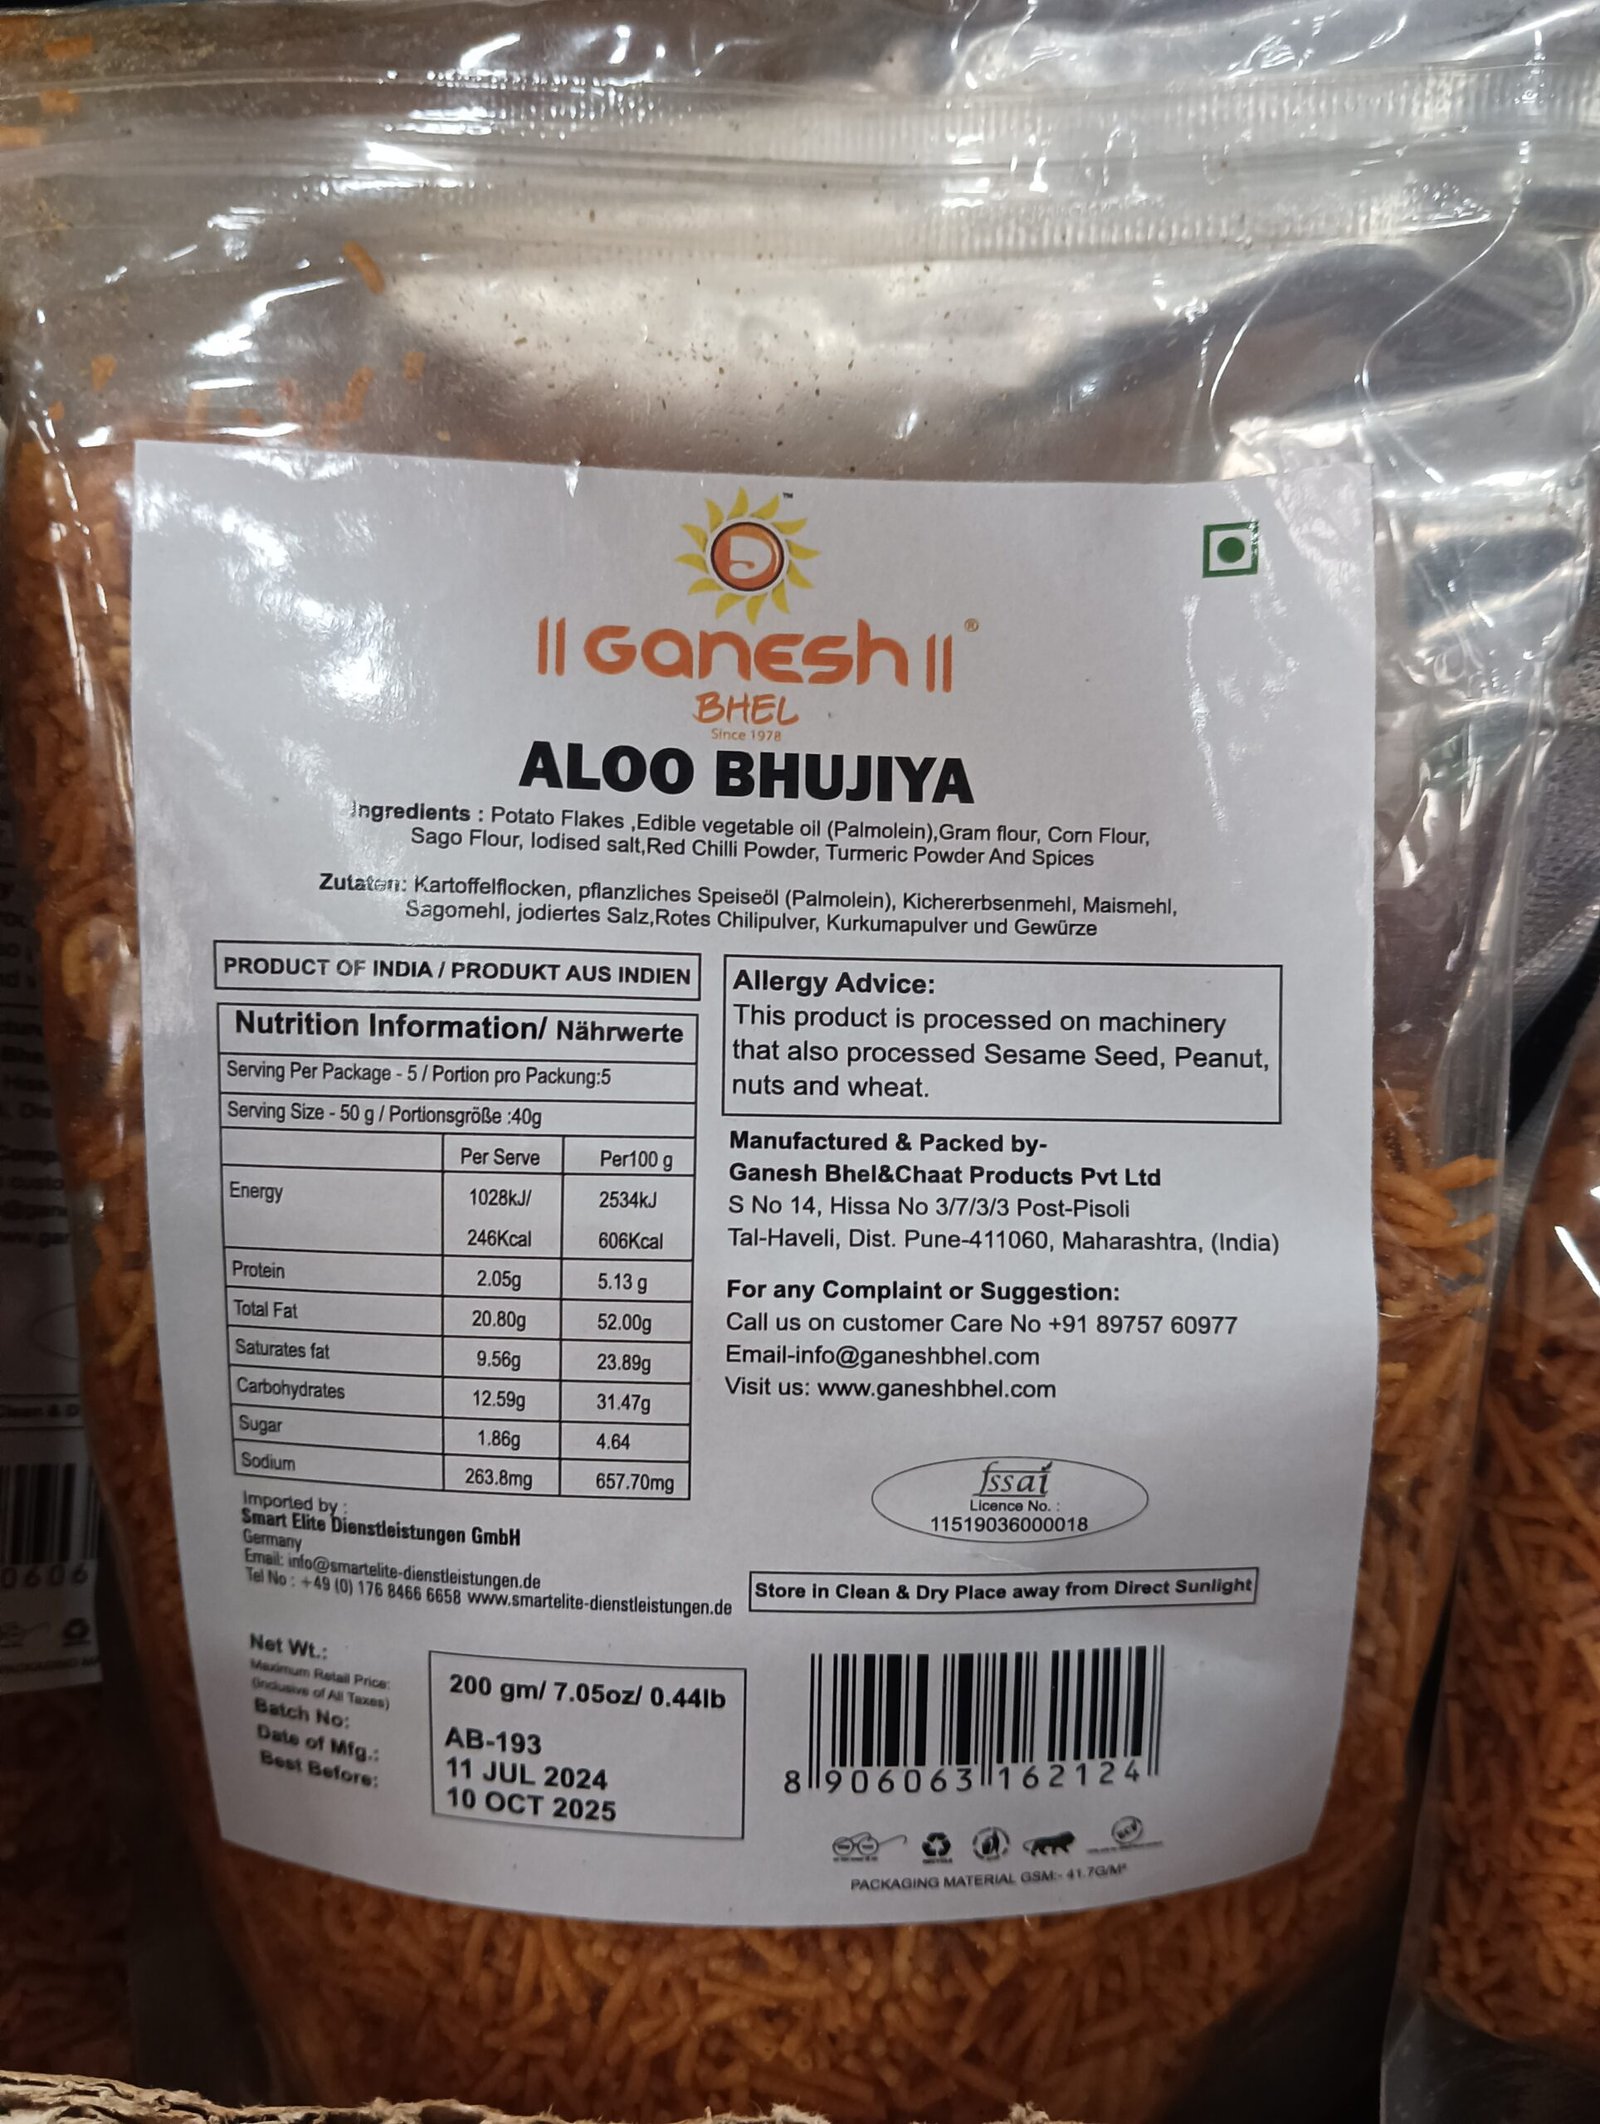 ™
|| GANESH || ®
BHEL
Since 1978
ALOO BHUJIYA
Ingredients : Potato Flakes ,Edible vegetable oil (Palmolein),Gram flour, Corn Flour,
Sago Flour, Iodised salt,Red Chilli Powder, Turmeric Powder And Spices
Zutaten: Kartoffelflocken, pflanzliches Speiseöl (Palmolein), Kichererbsenmehl, Maismehl,
Sagomehl, jodiertes Salz,Rotes Chilipulver, Kurkumapulver und Gewürze
PRODUCT OF INDIA / PRODUKT AUS INDIEN
Nutrition Information/ Nährwerte
Serving Per Package - 5 / Portion pro Packung:5
Serving Size - 50 g / Portionsgröße :40g
Per Serve Per100 g
Energy 1028kJ/ 2534kJ
246Kcal 606Kcal
Protein 2.05g 5.13 g
Total Fat 20.80g 52.00g
Saturates fat 9.56g 23.89g
Carbohydrates 12.59g 31.47g
Sugar 1.86g 4.64
Sodium 263.8mg 657.70mg
Allergy Advice:
This product is processed on machinery
that also processed Sesame Seed, Peanut,
nuts and wheat.
Manufactured & Packed by-
Ganesh Bhel&Chaat Products Pvt Ltd
S No 14, Hissa No 3/7/3/3 Post-Pisoli
Tal-Haveli, Dist. Pune-411060, Maharashtra, (India)
For any Complaint or Suggestion:
Call us on customer Care No +91 89757 60977
Email-info@ganeshbhel.com
Visit us: www.ganeshbhel.com
fssai
Licence No. :
11519036000018
Imported by :
Smart Elite Dienstleistungen GmbH
Germany
Email: info@smartelite-dienstleistungen.de
Tel No : +49 (0) 176 8466 6658 www.smartelite-dienstleistungen.de
Store in Clean & Dry Place away from Direct Sunlight
Net Wt.: 200 gm/ 7.05oz/ 0.44lb
Maximum Retail Price:
(Inclusive of All Taxes)
Batch No: AB-193
Date of Mfg.: 11 JUL 2024
Best Before: 10 OCT 2025
8 906063 162124
PACKAGING MATERIAL GSM:- 41.7G/M²
0606